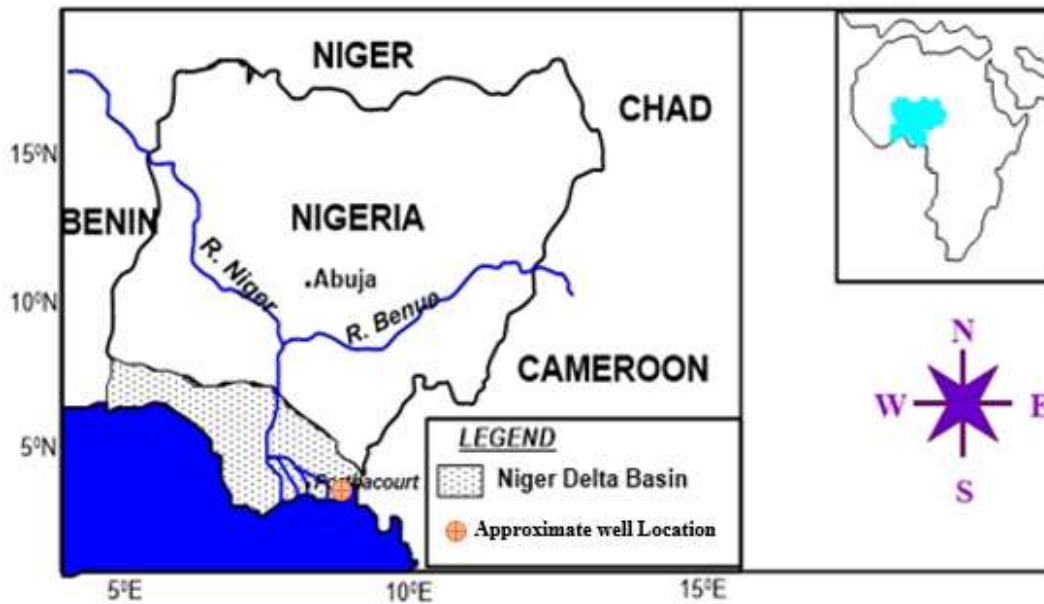 NIGER
CHAD
15⁰N
BENIN
NIGERIA
R. Niger
Abuja
10⁰N
R. Benue
N
CAMEROON
W
E
5⁰N
LEGEND
Niger Delta Basin
S
Approximate well Location
5⁰E
10⁰E
15⁰E